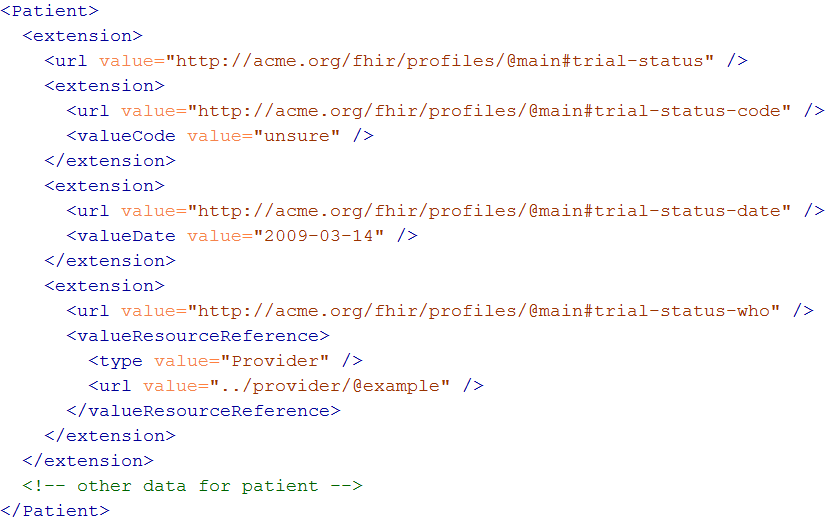 <Patient>
  <extension>
    <url value="http://acme.org/fhir/profiles/@main#trial-status" />
    <extension>
      <url value="http://acme.org/fhir/profiles/@main#trial-status-code" />
      <valueCode value="unsure" />
    </extension>
    <extension>
      <url value="http://acme.org/fhir/profiles/@main#trial-status-date" />
      <valueDate value="2009-03-14" />
    </extension>
    <extension>
      <url value="http://acme.org/fhir/profiles/@main#trial-status-who" />
      <valueResourceReference>
        <type value="Provider" />
        <url value="../provider/@example" />
      </valueResourceReference>
    </extension>
  </extension>
  <!-- other data for patient -->
</Patient>